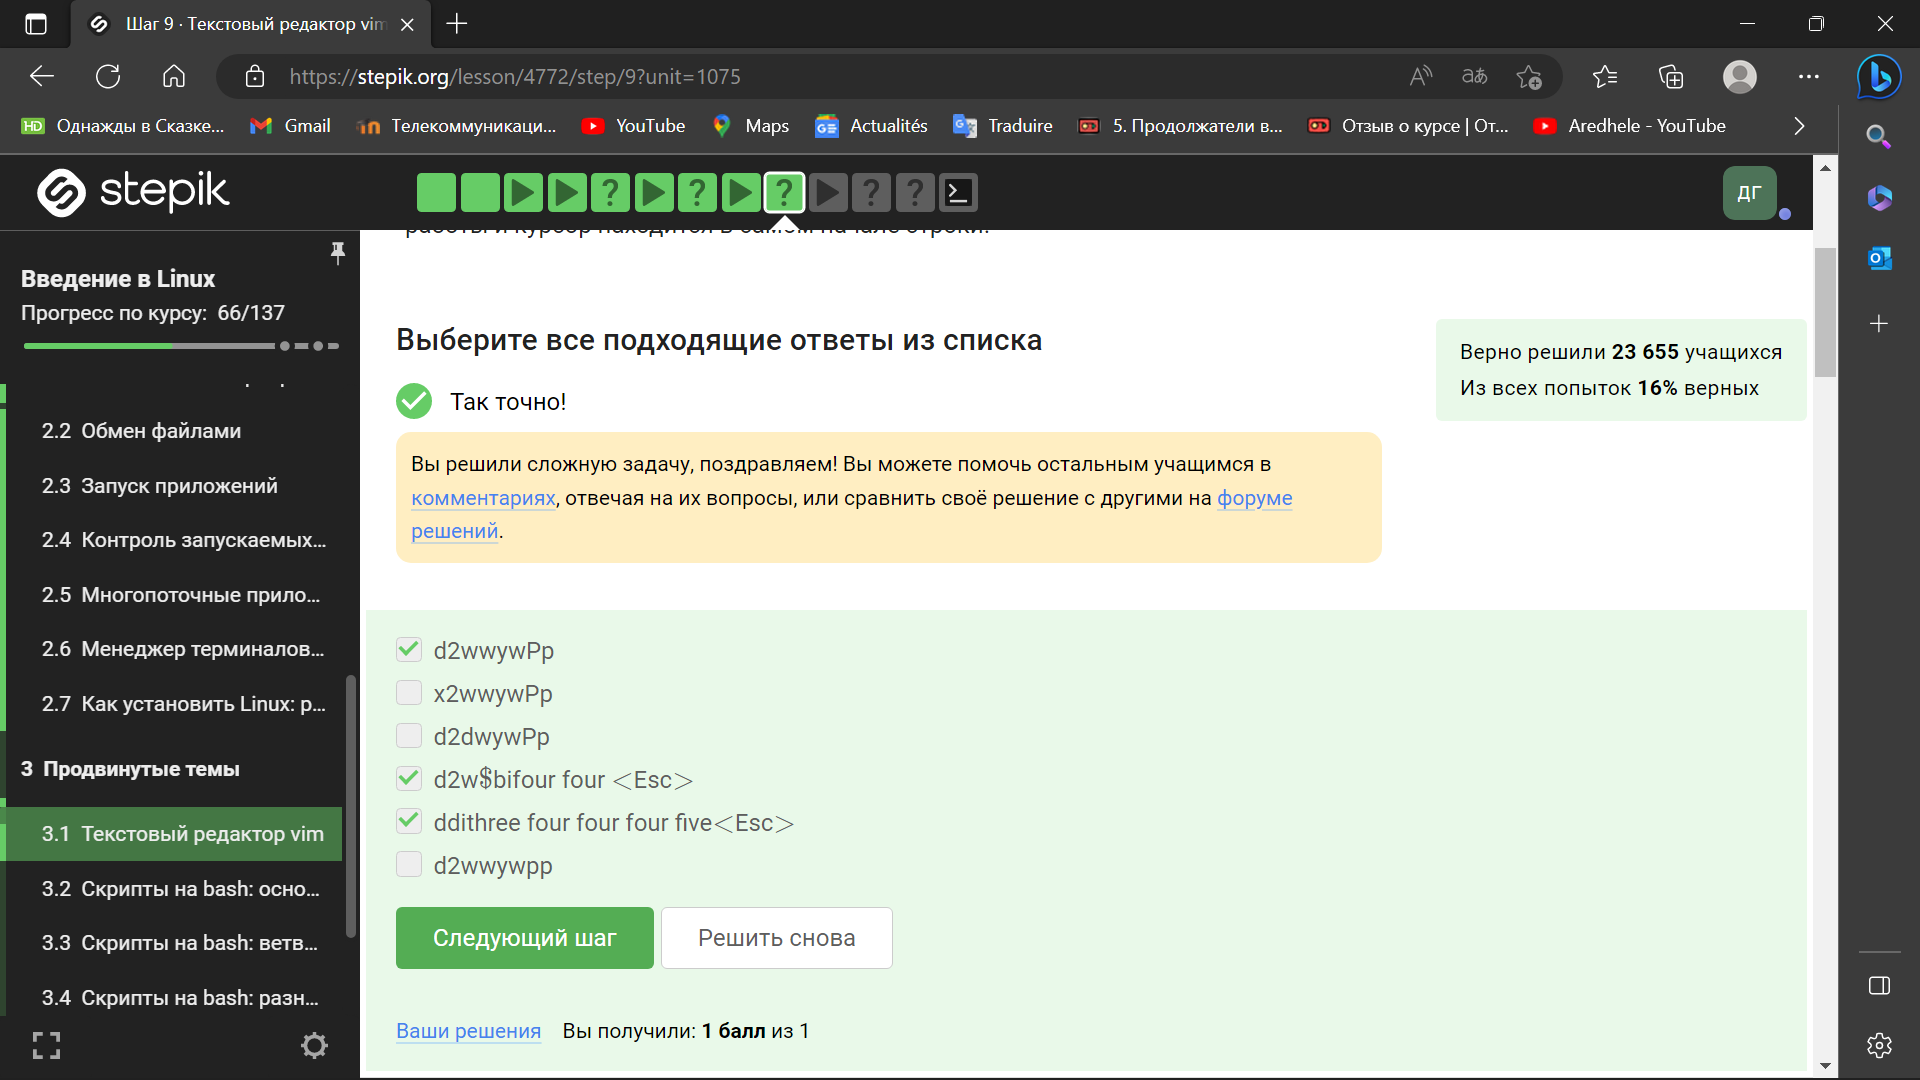 Шаг 9 · Текстовый редактор vim
https://stepik.org/lesson/4772/step/9?unit=1075
Однажды в Сказке...
Gmail
Телекоммуникаци...
YouTube
Maps
Actualités
Traduire
5. Продолжатели в...
Отзыв о курсе | От...
Aredhele - YouTube
stepik
ДГ
работы и курсор находится в самом начале строки!
Введение в Linux
Прогресс по курсу: 66/137
2.2 Обмен файлами
2.3 Запуск приложений
2.4 Контроль запускаемых...
2.5 Многопоточные прило...
2.6 Менеджер терминалов...
2.7 Как установить Linux: р...
3 Продвинутые темы
3.1 Текстовый редактор vim
3.2 Скрипты на bash: осно...
3.3 Скрипты на bash: ветв...
3.4 Скрипты на bash: разн...
Выберите все подходящие ответы из списка
Так точно!
Вы решили сложную задачу, поздравляем! Вы можете помочь остальным учащимся в
комментариях, отвечая на их вопросы, или сравнить своё решение с другими на форуме
решений.
Верно решили 23 655 учащихся
Из всех попыток 16% верных
d2wwywPp
x2wwywPp
d2dwywPp
d2w$bifour four <Esc>
ddithree four four four five<Esc>
d2wwywpp
Следующий шаг
Решить снова
Ваши решения Вы получили: 1 балл из 1